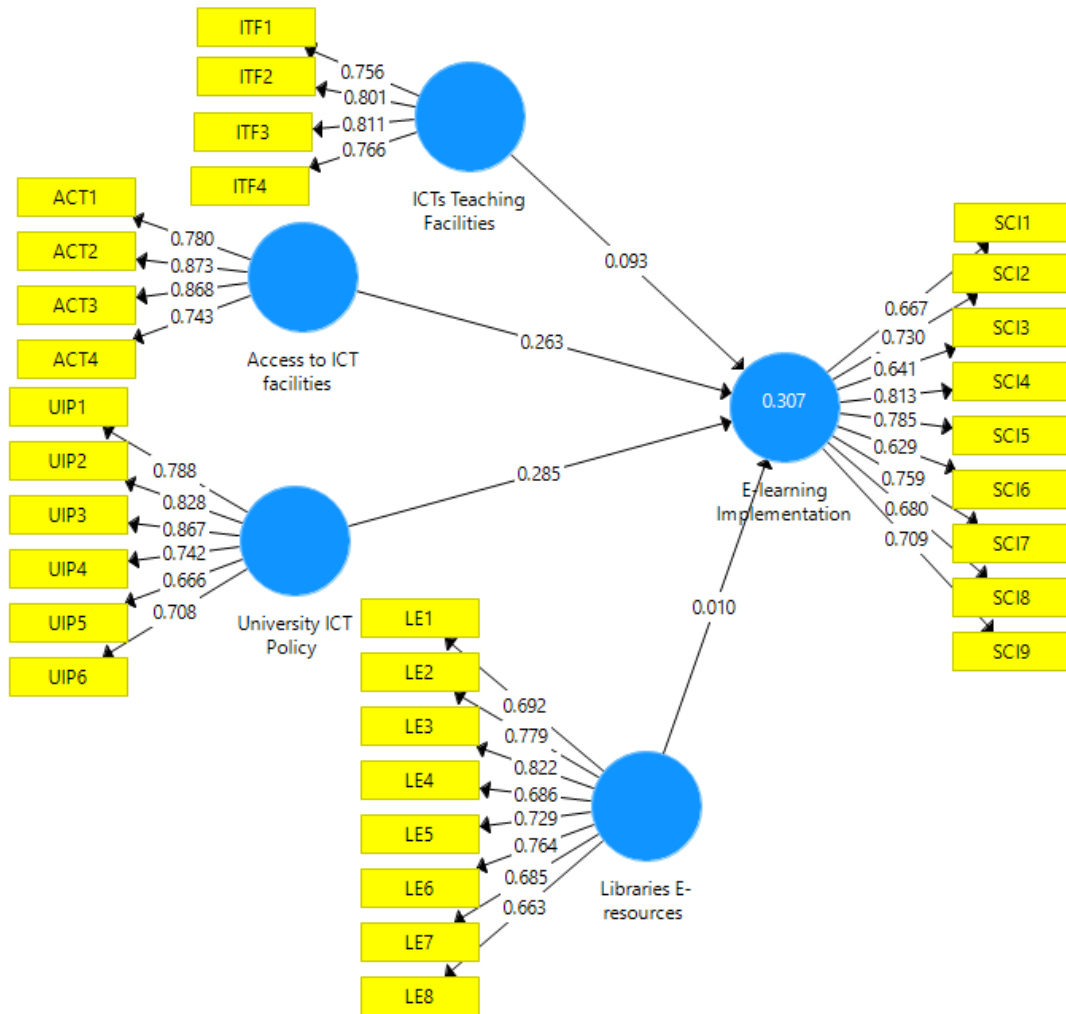 ITF1
ITF2
ITF3
ITF4
0.756
0.801
0.811
0.766
ICTs Teaching
Facilities
0.093
ACT1
ACT2
ACT3
ACT4
0.780
0.873
0.868
0.743
Access to ICT
facilities
0.263
UIP1
UIP2
UIP3
UIP4
UIP5
UIP6
0.788
0.828
0.867
0.742
0.666
0.708
University ICT
Policy
0.285
LE1
LE2
LE3
LE4
LE5
LE6
LE7
LE8
0.692
0.779
0.822
0.686
0.729
0.764
0.685
0.663
Libraries E-
resources
0.010
0.307
E-learning
Implementation
0.667
0.730
0.641
0.813
0.785
0.629
0.759
0.680
0.709
SCI1
SCI2
SCI3
SCI4
SCI5
SCI6
SCI7
SCI8
SCI9